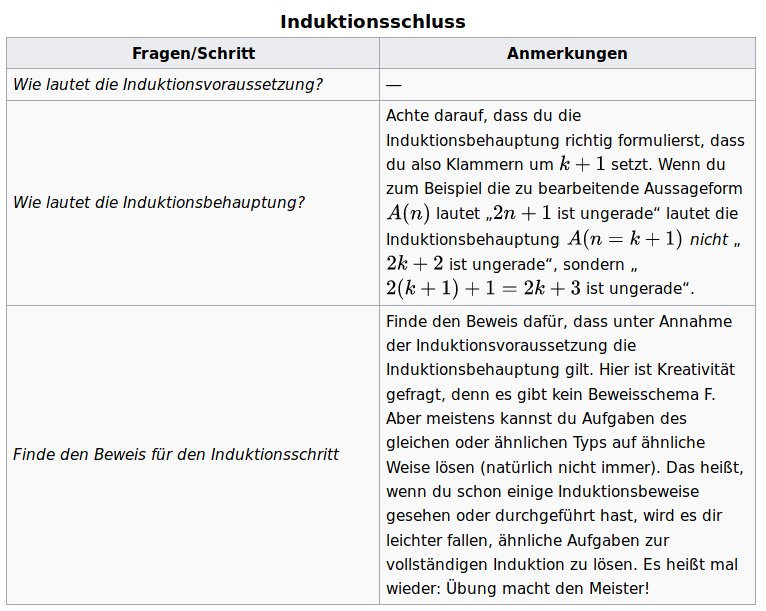 Induktionsschluss
Fragen/Schritt Anmerkungen
Wie lautet die Induktionsvoraussetzung? —
Wie lautet die Induktionsbehauptung?
Achte darauf, dass du die
Induktionsbehauptung richtig formulierst, dass
du also Klammern um k + 1 setzt. Wenn du
zum Beispiel die zu bearbeitende Aussageform
A(n) lautet „2n + 1 ist ungerade“ lautet die
Induktionsbehauptung A(n = k + 1) nicht „
2k + 2 ist ungerade“, sondern „
2(k + 1) + 1 = 2k + 3 ist ungerade“.
Finde den Beweis für den Induktionsschritt
Finde den Beweis dafür, dass unter Annahme
der Induktionsvoraussetzung die
Induktionsbehauptung gilt. Hier ist Kreativität
gefragt, denn es gibt kein Beweisschema F.
Aber meistens kannst du Aufgaben des
gleichen oder ähnlichen Typs auf ähnliche
Weise lösen (natürlich nicht immer). Das heißt,
wenn du schon einige Induktionsbeweise
gesehen oder durchgeführt hast, wird es dir
leichter fallen, ähnliche Aufgaben zur
vollständigen Induktion zu lösen. Es heißt mal
wieder: Übung macht den Meister!